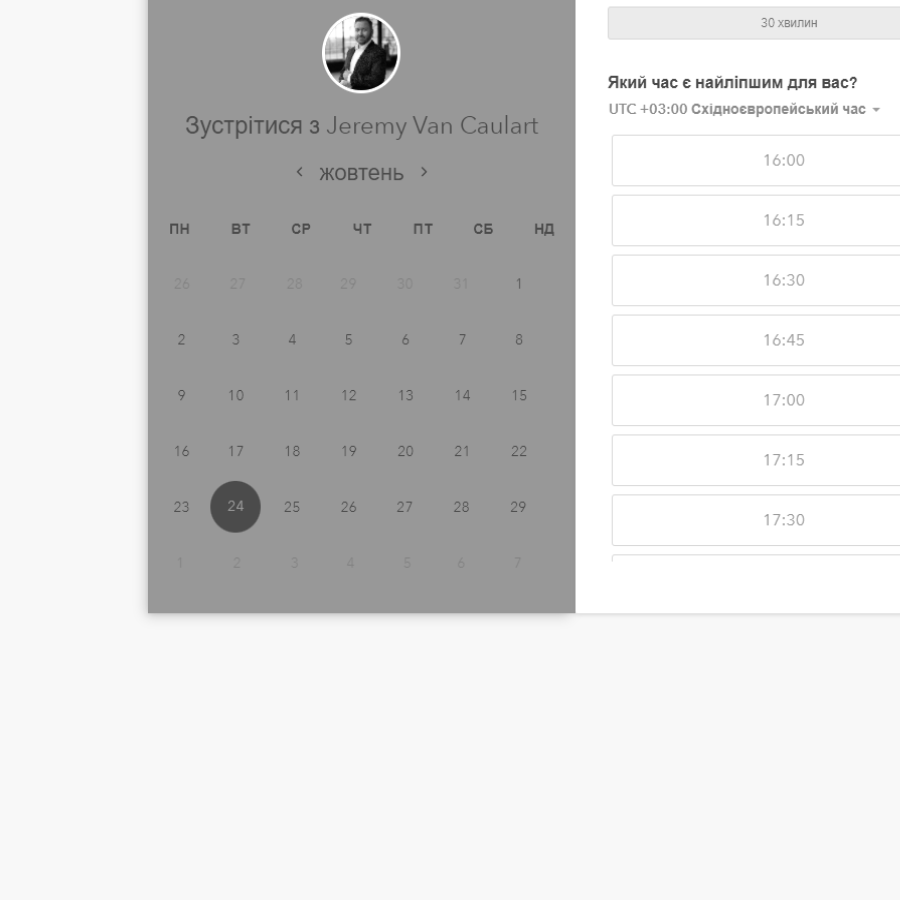 Зустрітися з Jeremy Van Caulart
жовтень
ПН ВТ СР ЧТ ПТ СБ НД
26 27 28 29 30 31 1
2 3 4 5 6 7 8
9 10 11 12 13 14 15
16 17 18 19 20 21 22
23 24 25 26 27 28 29
1 2 3 4 5 6 7
30 хвилин
Який час є найліпшим для вас?
UTC +03:00 Східноєвропейський час
16:00
16:15
16:30
16:45
17:00
17:15
17:30